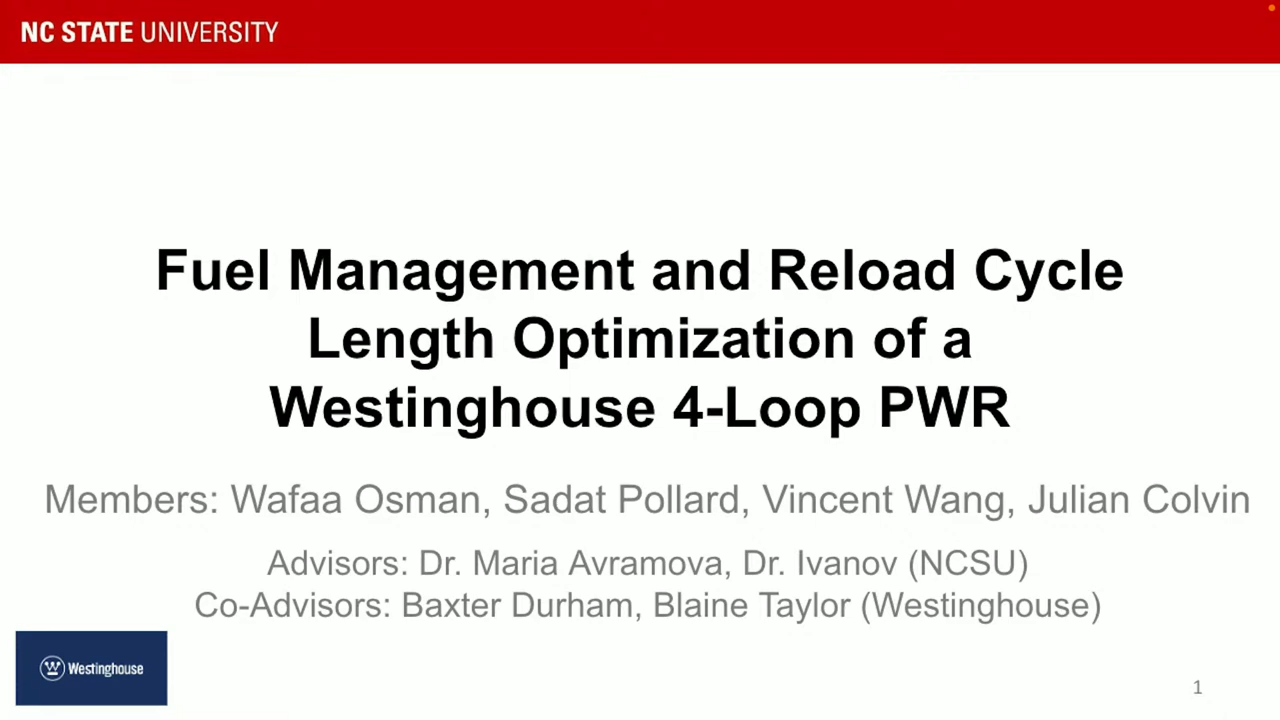 NC STATE UNIVERSITY
Fuel Management and Reload Cycle
Length Optimization of a
Westinghouse 4-Loop PWR
Members: Wafaa Osman, Sadat Pollard, Vincent Wang, Julian Colvin
Advisors: Dr. Maria Avramova, Dr. Ivanov (NCSU)
Co-Advisors: Baxter Durham, Blaine Taylor (Westinghouse)
Westinghouse
1